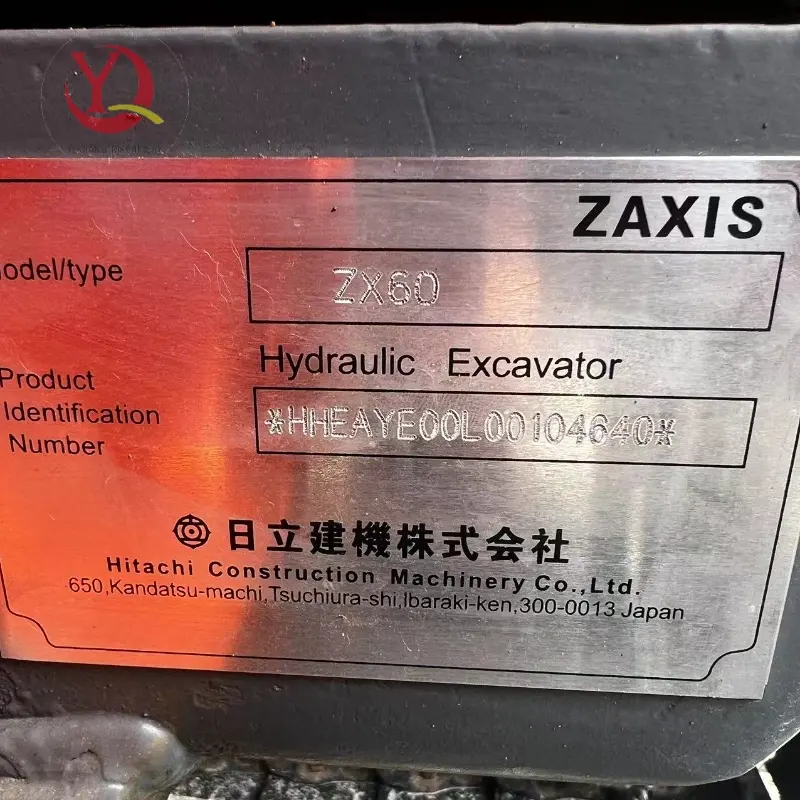 YQ
ZAXIS
odel/type
ZX60
Hydraulic Excavator
Product
Identification
Number
*HHEAYE00L00104640*
日立建機株式会社
Hitachi Construction Machinery Co.,Ltd.
650,Kandatsu-machi,Tsuchiura-shi,Ibaraki-ken,300-0013 Japan